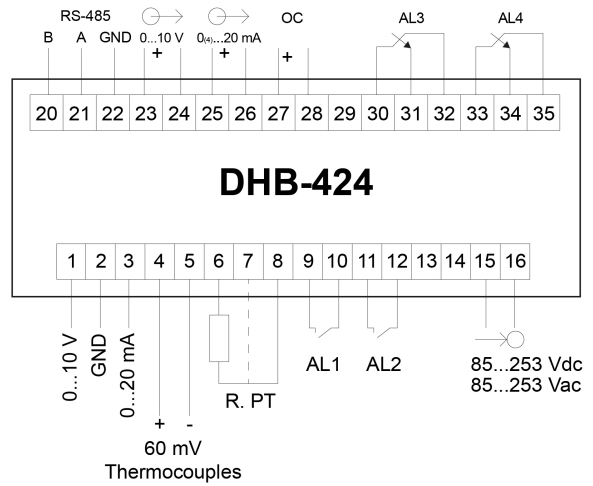 RS-485 OC AL3 AL4
B A GND 0...10 V 0(4)...20 mA
+ + +
20 21 22 23 24 25 26 27 28 29 30 31 32 33 34 35
DHB-424
1 2 3 4 5 6 7 8 9 10 11 12 13 14 15 16
0...10 V
GND
0...20 mA
+ -
60 mV
Thermocouples
R. PT
AL1 AL2
85...253 Vdc
85...253 Vac